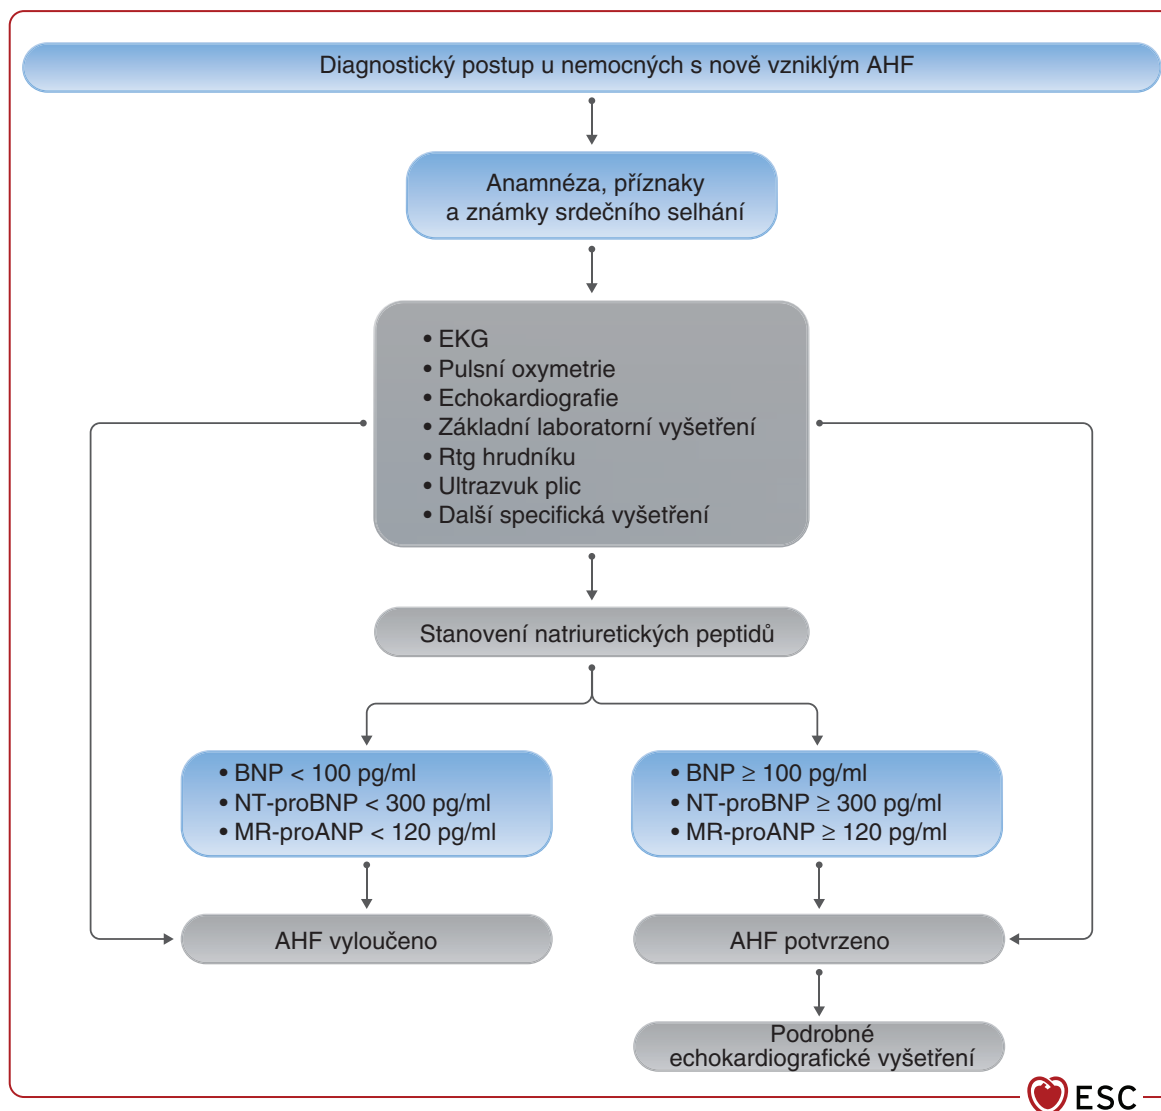 Diagnostický postup u nemocných s nově vzniklým AHF
Anamnéza, příznaky
a známky srdečního selhání
• EKG
• Pulsní oxymetrie
• Echokardiografie
• Základní laboratorní vyšetření
• Rtg hrudníku
• Ultrazvuk plic
• Další specifická vyšetření
Stanovení natriuretických peptidů
• BNP < 100 pg/ml
• NT-proBNP < 300 pg/ml
• MR-proANP < 120 pg/ml
• BNP ≥ 100 pg/ml
• NT-proBNP ≥ 300 pg/ml
• MR-proANP ≥ 120 pg/ml
AHF vyloučeno
AHF potvrzeno
Podrobné
echokardiografické vyšetření
ESC